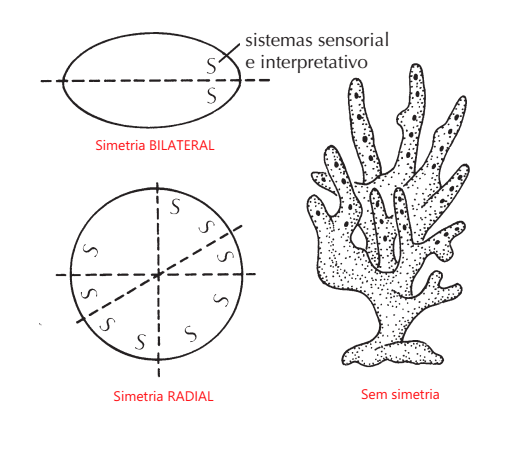 sistemas sensorial
e interpretativo
S
S
Simetria BILATERAL
S
S
S
S
S
S
S
S
S
Simetria RADIAL
Sem simetria